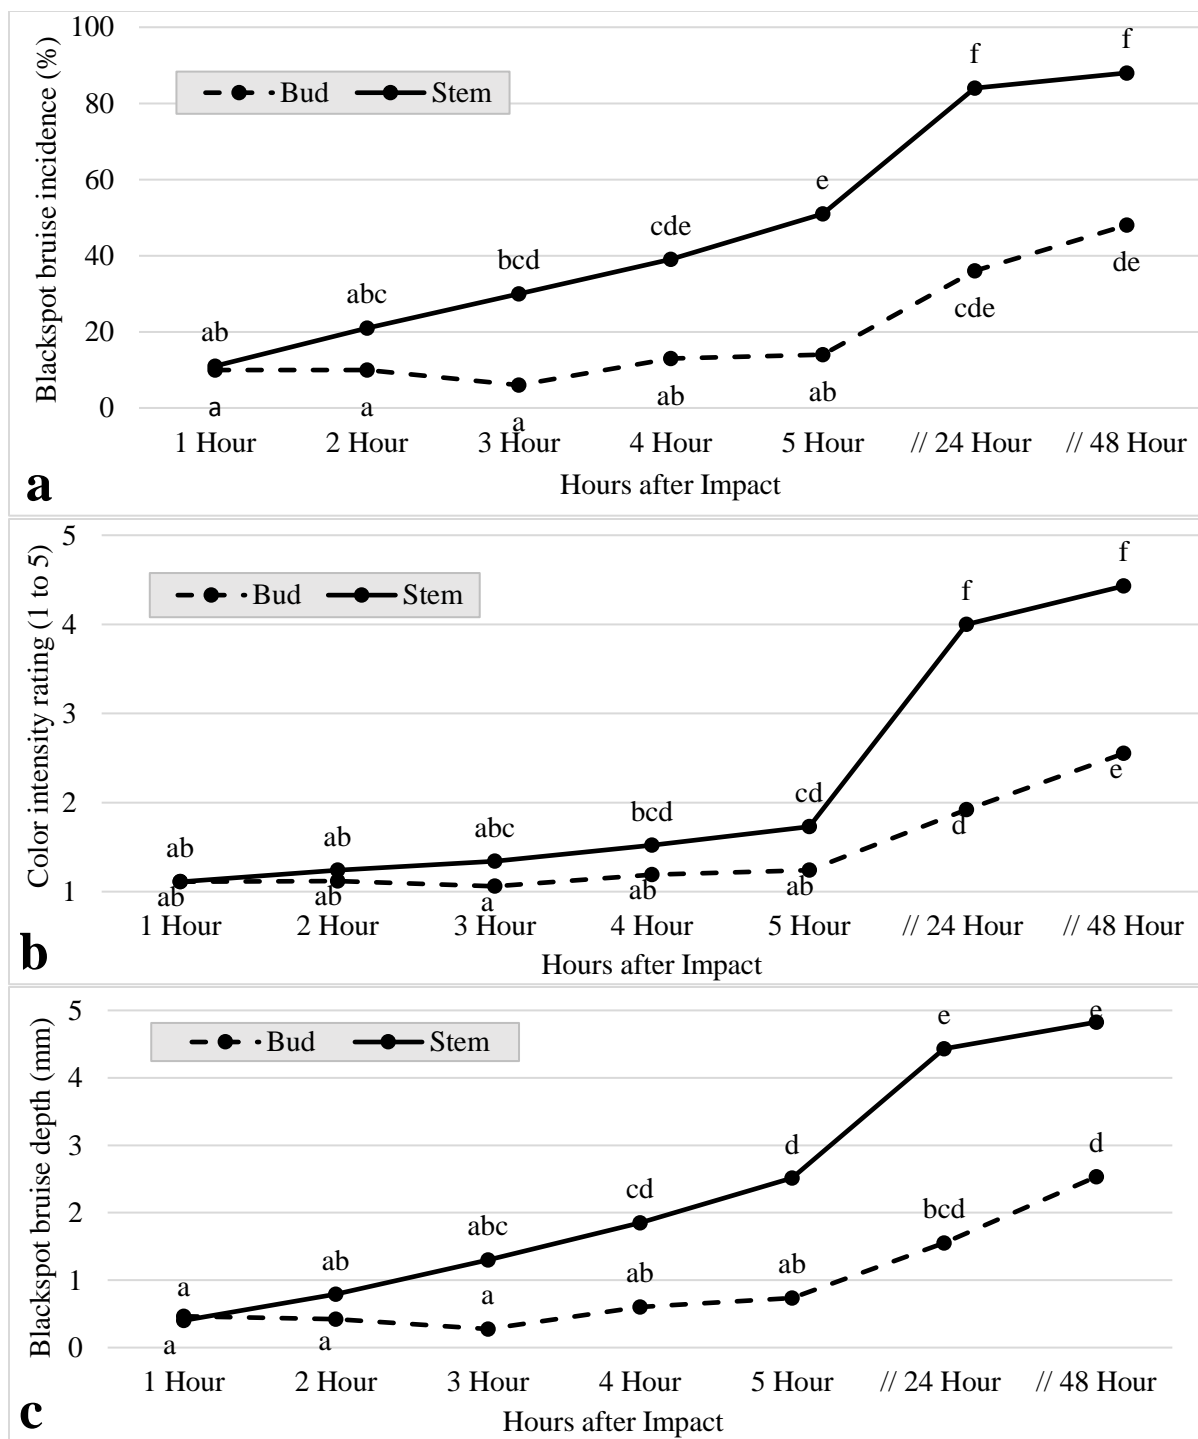 Blackspot bruise incidence (%)
100
80
60
40
20
0
Bud
Stem
ab
abc
bcd
cde
e
f
f
a
a
a
ab
ab
cde
de
1 Hour
2 Hour
3 Hour
4 Hour
5 Hour
// 24 Hour
// 48 Hour
Hours after Impact
a
Color intensity rating (1 to 5)
5
4
3
2
1
Bud
Stem
ab
ab
abc
bcd
cd
f
f
ab
ab
a
ab
ab
d
e
1 Hour
2 Hour
3 Hour
4 Hour
5 Hour
// 24 Hour
// 48 Hour
Hours after Impact
b
Blackspot bruise depth (mm)
5
4
3
2
1
0
Bud
Stem
a
ab
abc
cd
d
e
e
a
a
a
ab
ab
bcd
d
1 Hour
2 Hour
3 Hour
4 Hour
5 Hour
// 24 Hour
// 48 Hour
Hours after Impact
c